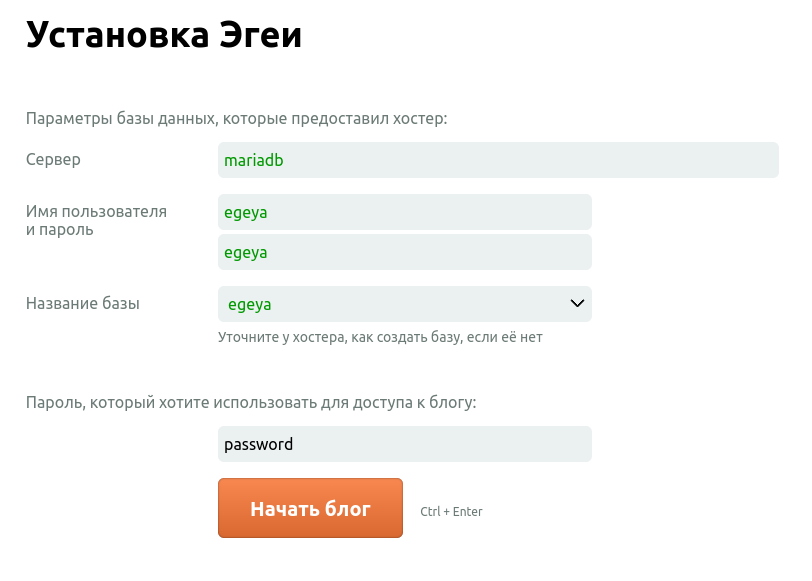 Установка Эгеи
Параметры базы данных, которые предоставил хостер:
Сервер
mariadb
Имя пользователя
и пароль
egeya
egeya
Название базы
egeya
Уточните у хостера, как создать базу, если её нет
Пароль, который хотите использовать для доступа к блогу:
password
Начать блог
Ctrl + Enter